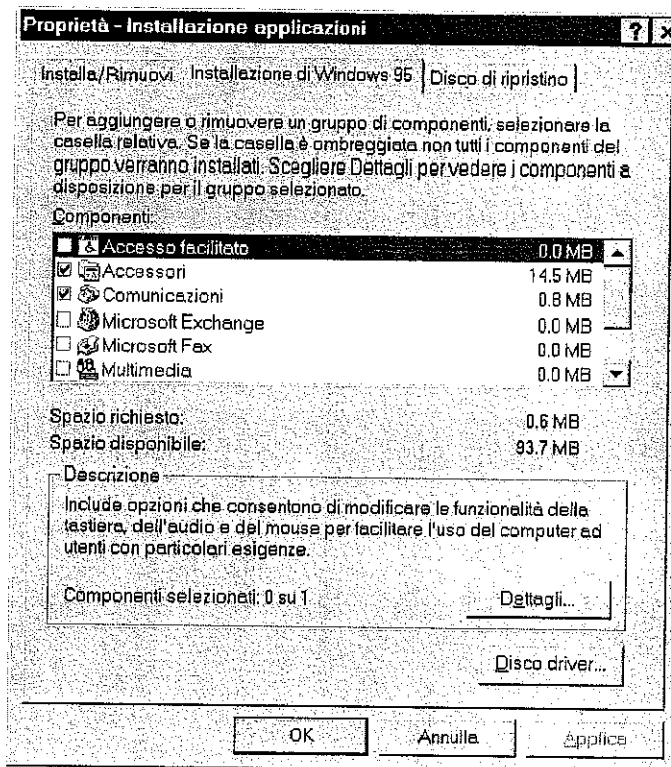 Proprietà - Installazione applicazioni
Installa/Rimuovi Installazione di Windows 95 Disco di ripristino
Per aggiungere o rimuovere un gruppo di componenti, selezionare la
casella relativa. Se la casella è ombreggiata non tutti i componenti del
gruppo verranno installati. Scegliere Dettagli per vedere i componenti a
disposizione per il gruppo selezionato.
Componenti:
Accesso facilitato 0.0 MB
Accessori 14.5 MB
Comunicazioni 0.8 MB
Microsoft Exchange 0.0 MB
Microsoft Fax 0.0 MB
Multimedia 0.0 MB
Spazio richiesto: 0.6 MB
Spazio disponibile: 93.7 MB
Descrizione
Include opzioni che consentono di modificare le funzionalità della
tastiera, dell'audio e del mouse per facilitare l'uso del computer ad
utenti con particolari esigenze.
Componenti selezionati: 0 su 1 Dettagli...
Disco driver...
OK Annulla Applica